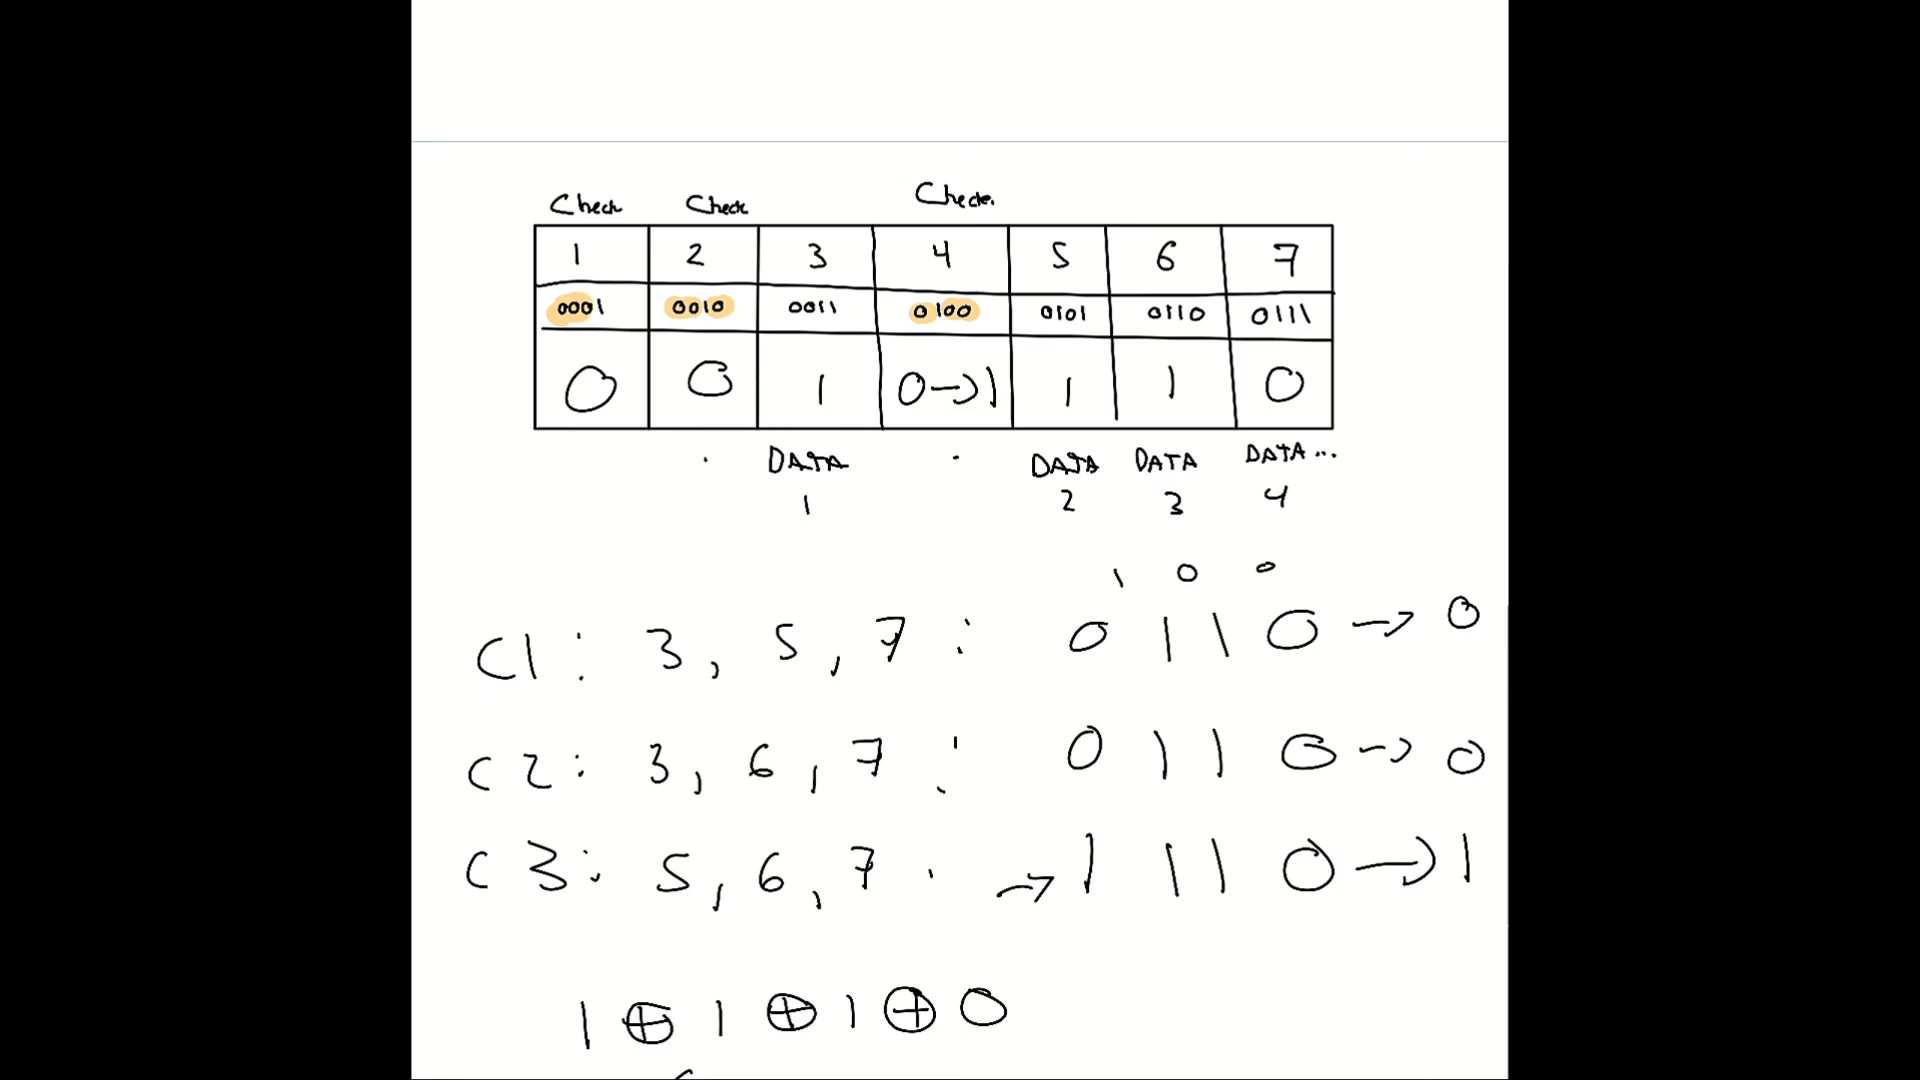 Check Check Check.
1 2 3 4 5 6 7
0001 0010 0011 0100 0101 0110 0111
0 0 1 0→1 1 1 0
DATA DATA DATA DATA...
1 2 3 4
1 0 0
C1: 3, 5, 7: 0 1 1 0 → 0
C2: 3, 6, 7: 0 1 1 0 → 0
C3: 5, 6, 7. → 1 1 1 0 → 1
1 ⊕ 1 ⊕ 1 ⊕ 0